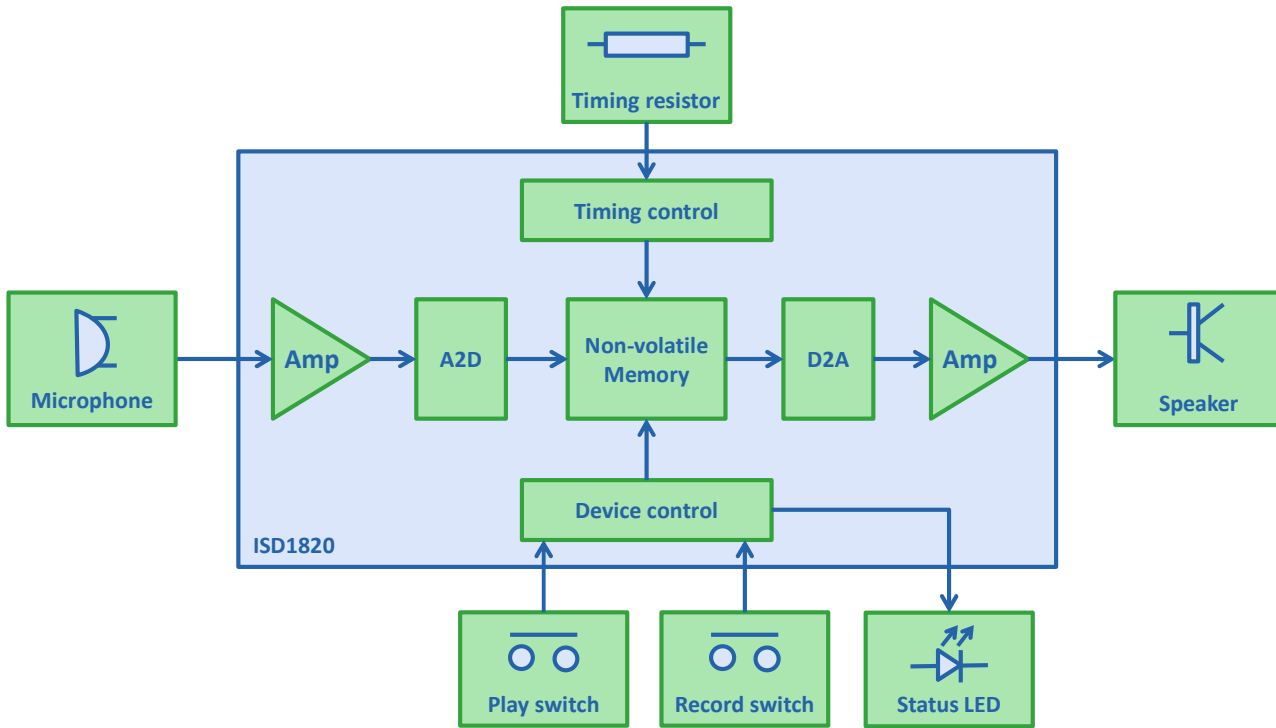 Timing resistor
Timing control
Microphone
Amp
A2D
Non-volatile
Memory
D2A
Amp
Speaker
Device control
ISD1820
Play switch
Record switch
Status LED